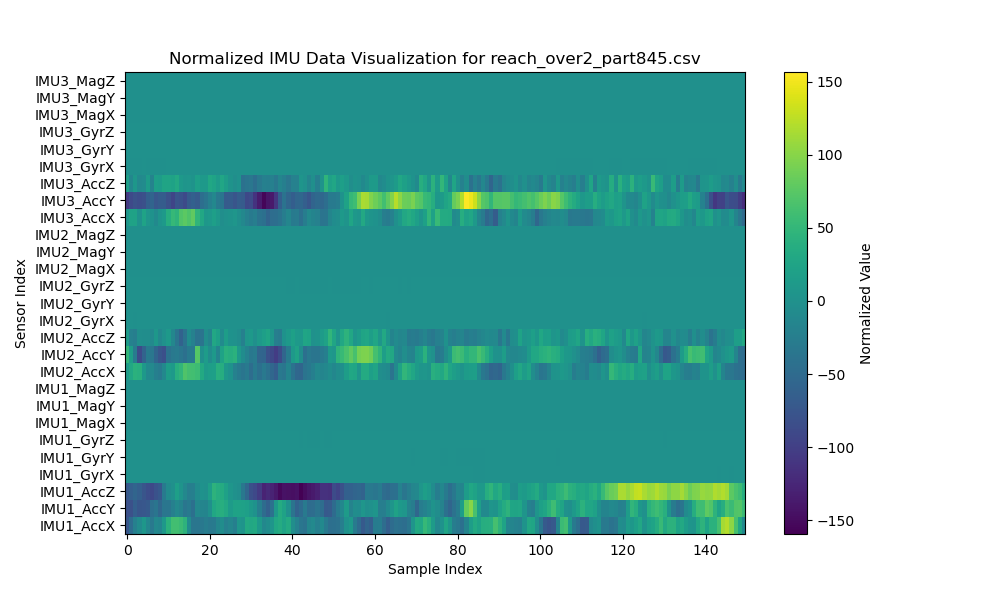 Normalized IMU Data Visualization for reach_over2_part845.csv
IMU3_MagZ
IMU3_MagY
IMU3_MagX
IMU3_GyrZ
IMU3_GyrY
IMU3_GyrX
IMU3_AccZ
IMU3_AccY
IMU3_AccX
IMU2_MagZ
IMU2_MagY
IMU2_MagX
IMU2_GyrZ
IMU2_GyrY
IMU2_GyrX
IMU2_AccZ
IMU2_AccY
IMU2_AccX
IMU1_MagZ
IMU1_MagY
IMU1_MagX
IMU1_GyrZ
IMU1_GyrY
IMU1_GyrX
IMU1_AccZ
IMU1_AccY
IMU1_AccX
Sensor Index
0 20 40 60 80 100 120 140
Sample Index
150
100
50
0
−50
−100
−150
Normalized Value